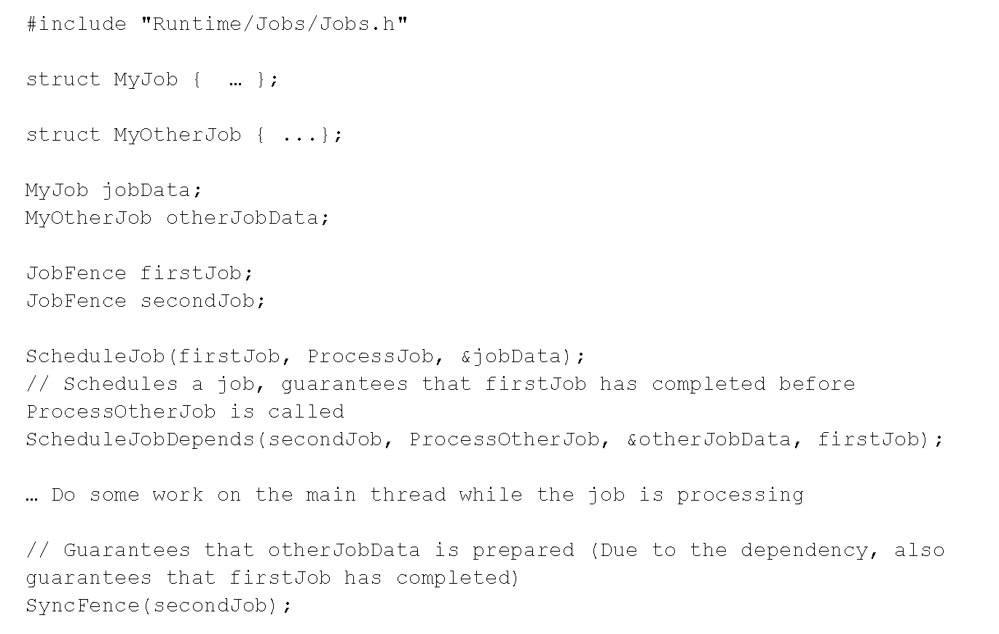 #include "Runtime/Jobs/Jobs.h"
struct MyJob {  … };
struct MyOtherJob { ...};
MyJob jobData;
MyOtherJob otherJobData;
JobFence firstJob;
JobFence secondJob;
ScheduleJob(firstJob, ProcessJob, &jobData);
// Schedules a job, guarantees that firstJob has completed before
ProcessOtherJob is called
ScheduleJobDepends(secondJob, ProcessOtherJob, &otherJobData, firstJob);
… Do some work on the main thread while the job is processing
// Guarantees that otherJobData is prepared (Due to the dependency, also
guarantees that firstJob has completed)
SyncFence(secondJob);